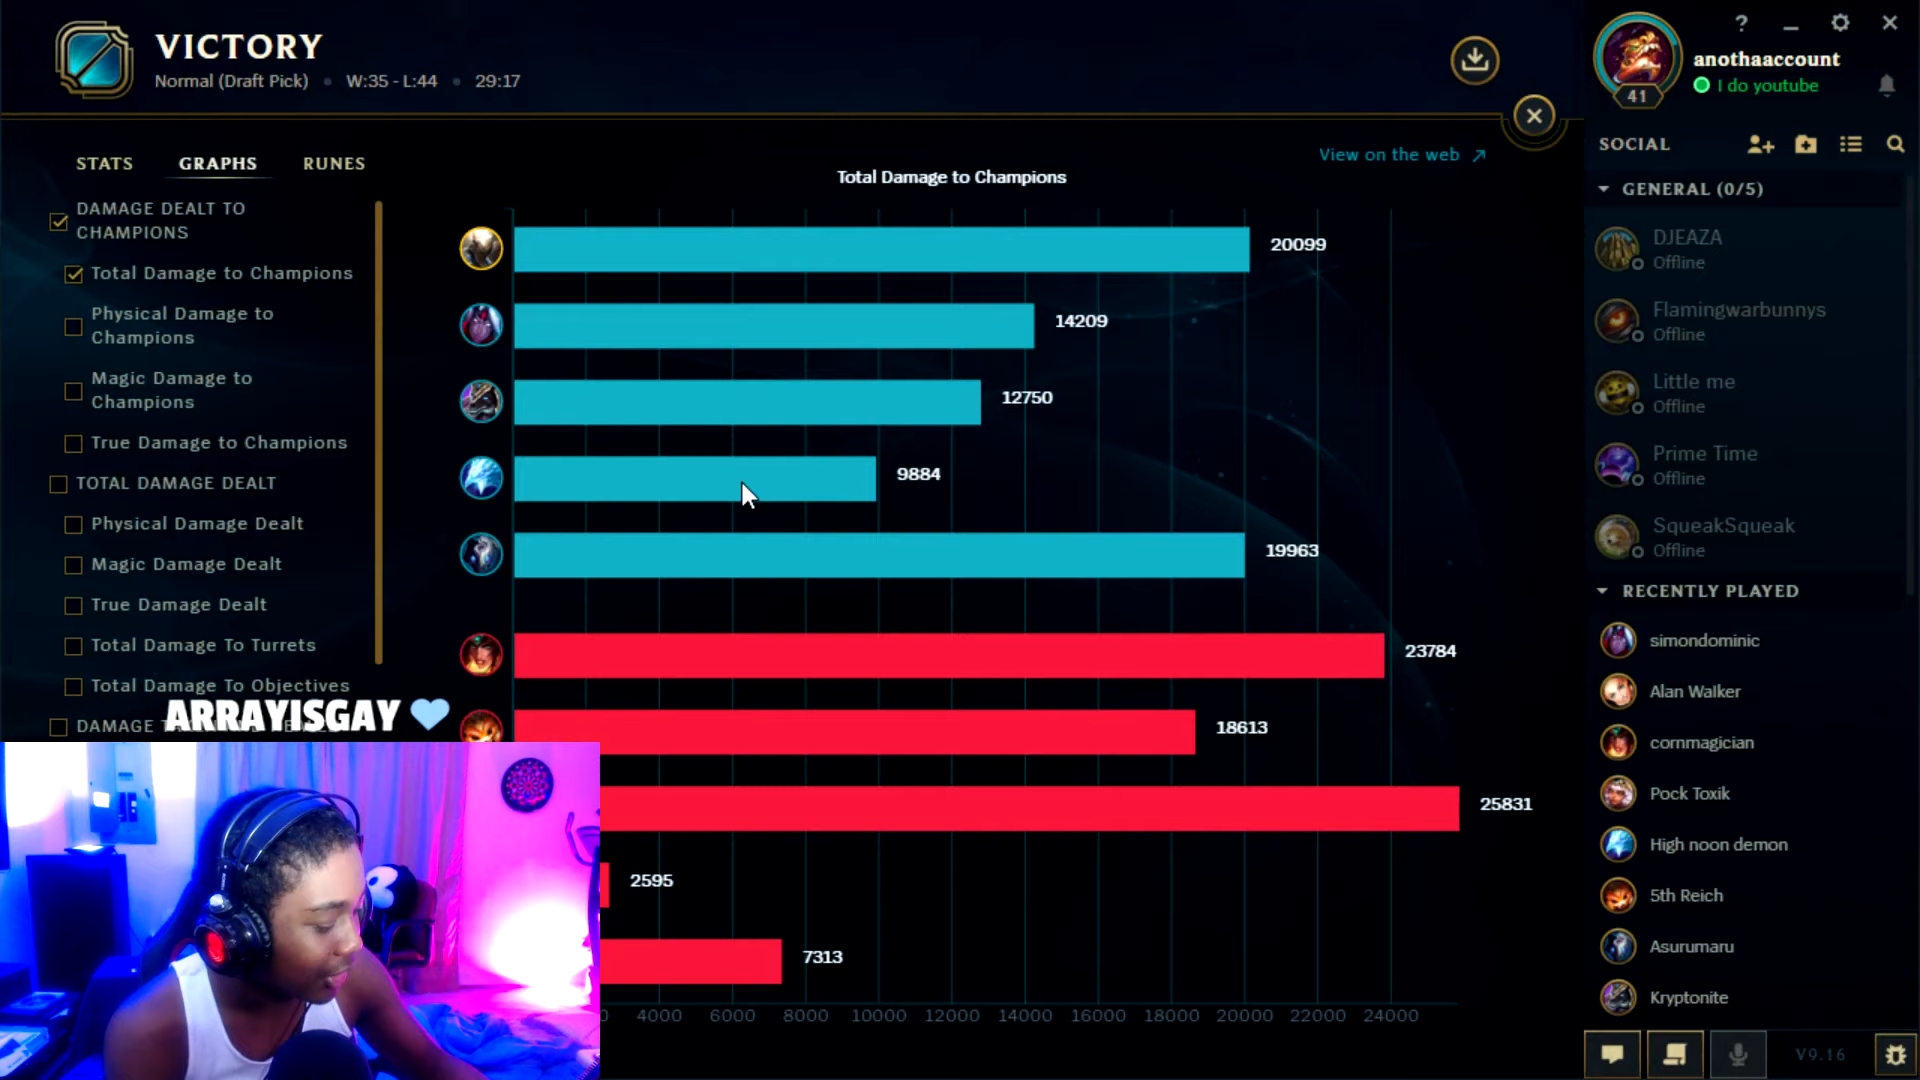 VICTORY
Normal (Draft Pick) • W:35 - L:44 • 29:17
?
anothaaccount
I do youtube
41
STATS
GRAPHS
RUNES
View on the web
Total Damage to Champions
DAMAGE DEALT TO
CHAMPIONS
Total Damage to Champions
Physical Damage to
Champions
Magic Damage to
Champions
True Damage to Champions
TOTAL DAMAGE DEALT
Physical Damage Dealt
Magic Damage Dealt
True Damage Dealt
Total Damage To Turrets
Total Damage To Objectives
DAMAGE
ARRAYISGAY
20099
14209
12750
9884
19963
23784
18613
25831
2595
7313
4000 6000 8000 10000 12000 14000 16000 18000 20000 22000 24000
SOCIAL
GENERAL (0/5)
DJEAZA
Offline
Flamingwarbunnys
Offline
Little me
Offline
Prime Time
Offline
SqueakSqueak
Offline
RECENTLY PLAYED
simondominic
Alan Walker
cornmagician
Pock Toxik
High noon demon
5th Reich
Asurumaru
Kryptonite
V9.16